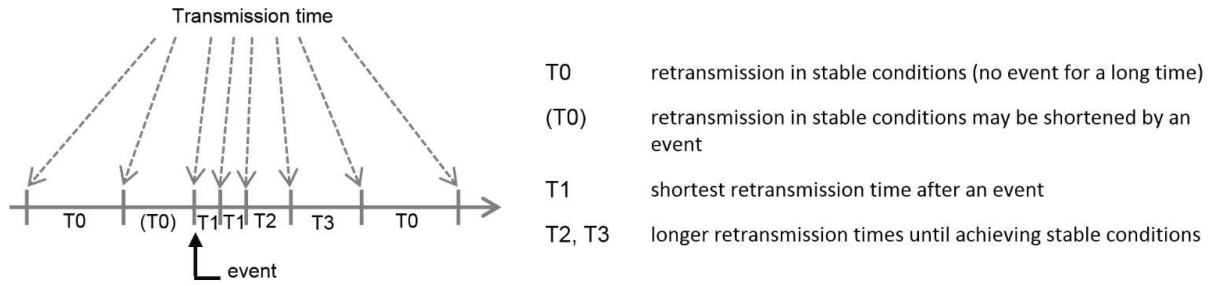 Transmission time
T0 (T0) T1 T1 T2 T3 T0
event
T0 retransmission in stable conditions (no event for a long time)
(T0) retransmission in stable conditions may be shortened by an
event
T1 shortest retransmission time after an event
T2, T3 longer retransmission times until achieving stable conditions